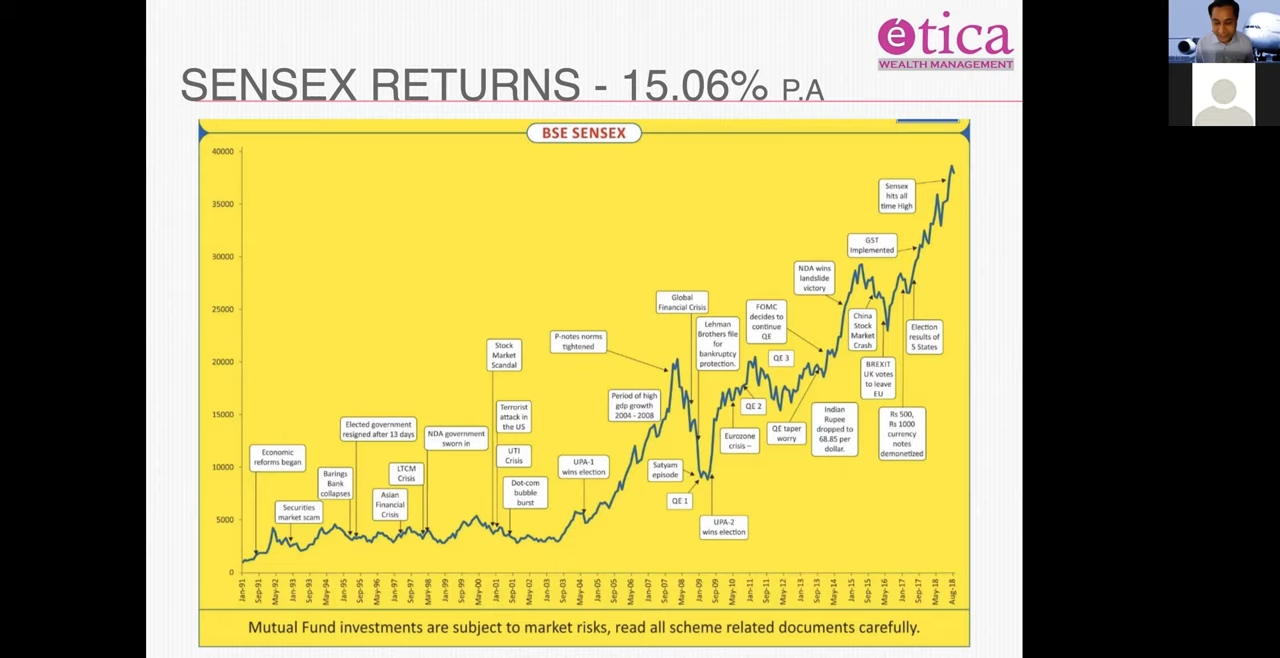 ética
WEALTH MANAGEMENT
SENSEX RETURNS - 15.06% P.A
BSE SENSEX
40000
35000
30000
25000
20000
15000
10000
5000
0
Economic
reforms began
Securities
market scam
Barings
Bank
collapses
Elected government
resigned after 13 days
Asian
Financial
Crisis
LTCM
Crisis
NDA government
sworn in
Stock
Market
Scandal
Terrorist
attack in
the US
UTI
Crisis
Dot-com
bubble
burst
UPA-1
wins election
P-notes norms
tightened
Period of high
gdp growth
2004 - 2008
Satyam
episode
QE 1
Global
Financial Crisis
Lehman
Brothers file
for
bankruptcy
protection.
UPA-2
wins election
Eurozone
crisis –
QE 2
QE 3
QE taper
worry
FOMC
decides to
continue
QE
Indian
Rupee
dropped to
68.85 per
dollar.
NDA wins
landslide
victory
China
Stock
Market
Crash
BREXIT
UK votes
to leave
EU
GST
Implemented
Rs 500,
Rs 1000
currency
notes
demonetized
Election
results of
5 States
Sensex
hits all
time High
Jan-91
Sep-91
May-92
Jan-93
Sep-93
May-94
Jan-95
Sep-95
May-96
Jan-97
Sep-97
May-98
Jan-99
Sep-99
May-00
Jan-01
Sep-01
May-02
Jan-03
Sep-03
May-04
Jan-05
Sep-05
May-06
Jan-07
Sep-07
May-08
Jan-09
Sep-09
May-10
Jan-11
Sep-11
May-12
Jan-13
Sep-13
May-14
Jan-15
Sep-15
May-16
Jan-17
Sep-17
May-18
Aug-18
Mutual Fund investments are subject to market risks, read all scheme related documents carefully.